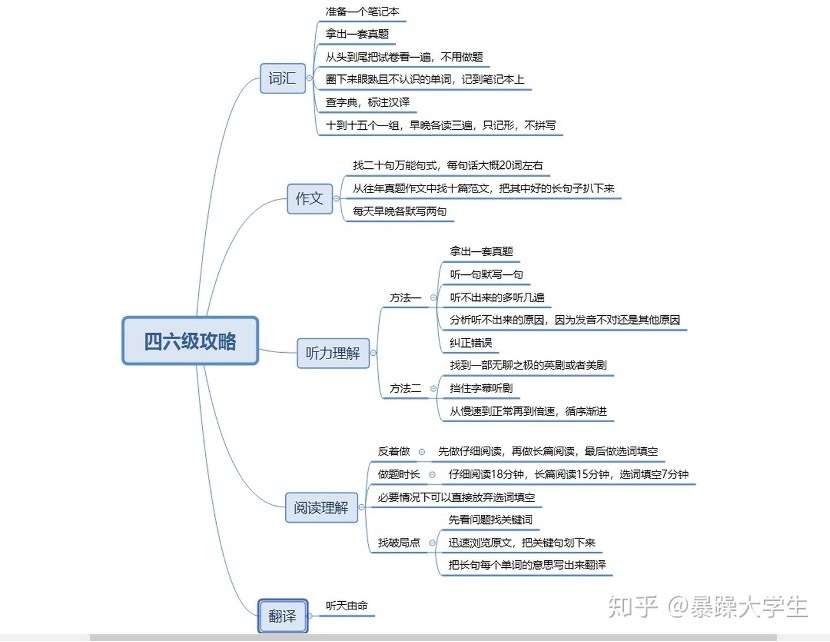 四六级攻略
词汇
准备一个笔记本
拿出一套真题
从头到尾把试卷看一遍，不用做题
圈下来眼熟且不认识的单词，记到笔记本上
查字典，标注汉译
十到十五个一组，早晚各读三遍，只记形，不拼写
作文
找二十句万能句式，每句话大概20词左右
从往年真题作文中找十篇范文，把其中好的长句子扒下来
每天早晚各默写两句
听力理解
方法一
拿出一套真题
听一句默写一句
听不出来的多听几遍
分析听不出来的原因，因为发音不对还是其他原因
纠正错误
方法二
找到一部无聊之极的英剧或者美剧
挡住字幕听剧
从慢速到正常再到倍速，循序渐进
阅读理解
反着做
先做仔细阅读，再做长篇阅读，最后做选词填空
做题时长
仔细阅读18分钟，长篇阅读15分钟，选词填空7分钟
必要情况下可以直接放弃选词填空
找破局点
先看问题找关键词
迅速浏览原文，把关键句划下来
把长句每个单词的意思写出来翻译
翻译
听天由命
知乎 @暴躁大学生